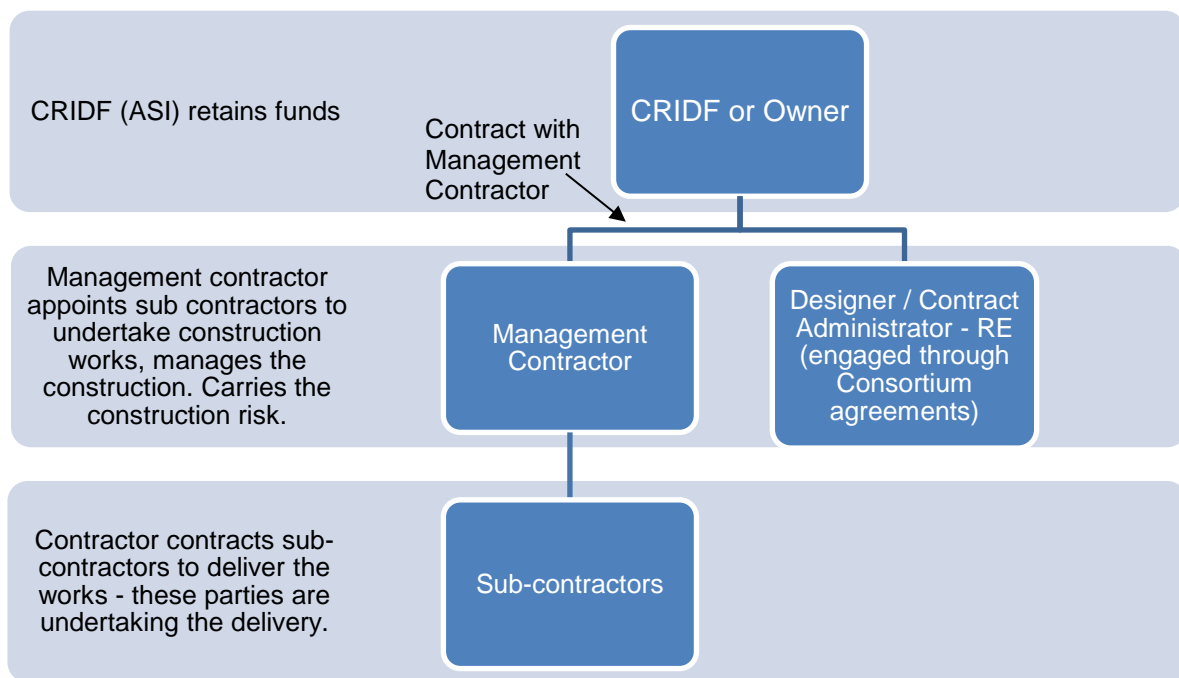 CRIDF (ASI) retains funds
CRIDF or Owner
Contract with
Management
Contractor
Management contractor
appoints sub contractors to
undertake construction
works, manages the
construction. Carries the
construction risk.
Management
Contractor
Designer / Contract
Administrator - RE
(engaged through
Consortium
agreements)
Contractor contracts sub-
contractors to deliver the
works - these parties are
undertaking the delivery.
Sub-contractors